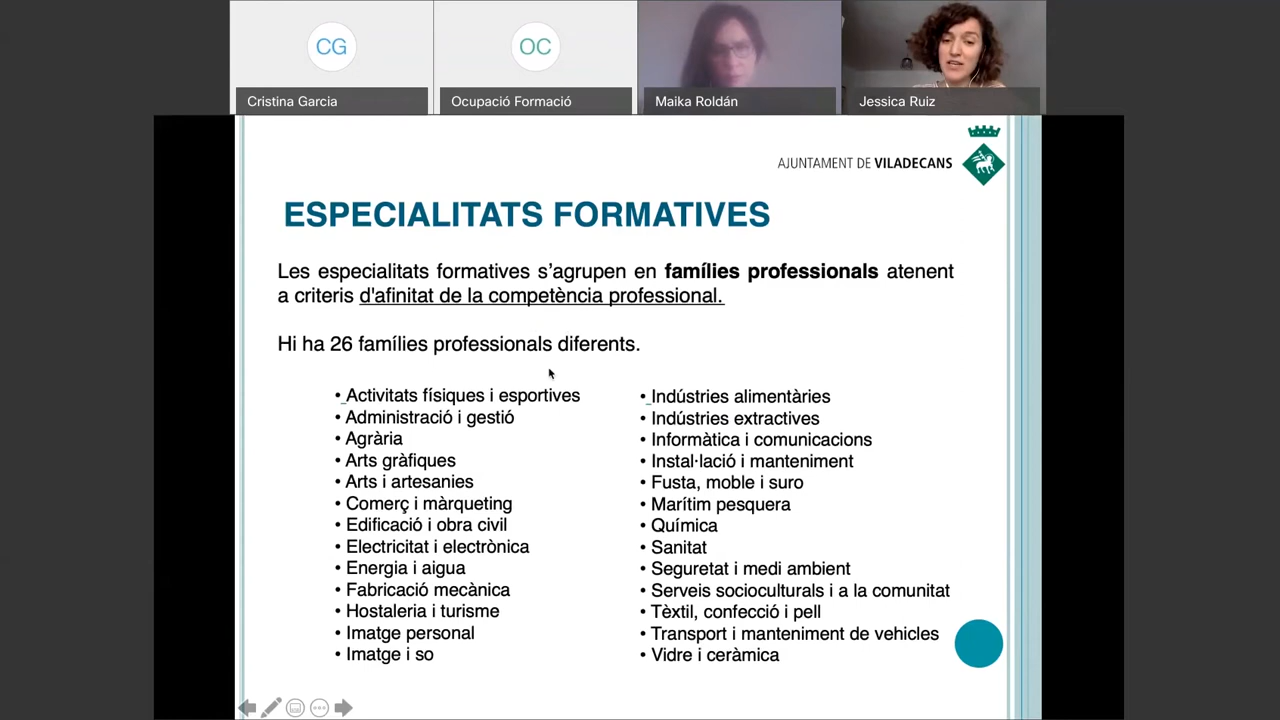 CG
OC
Cristina Garcia
Ocupació Formació
Maika Roldán
Jessica Ruiz
AJUNTAMENT DE VILADECANS
ESPECIALITATS FORMATIVES
Les especialitats formatives s’agrupen en famílies professionals atenent
a criteris d'afinitat de la competència professional.
Hi ha 26 famílies professionals diferents.
• Activitats físiques i esportives
• Administració i gestió
• Agrària
• Arts gràfiques
• Arts i artesanies
• Comerç i màrqueting
• Edificació i obra civil
• Electricitat i electrònica
• Energia i aigua
• Fabricació mecànica
• Hostaleria i turisme
• Imatge personal
• Imatge i so
• Indústries alimentàries
• Indústries extractives
• Informàtica i comunicacions
• Instal·lació i manteniment
• Fusta, moble i suro
• Marítim pesquera
• Química
• Sanitat
• Seguretat i medi ambient
• Serveis socioculturals i a la comunitat
• Tèxtil, confecció i pell
• Transport i manteniment de vehicles
• Vidre i ceràmica